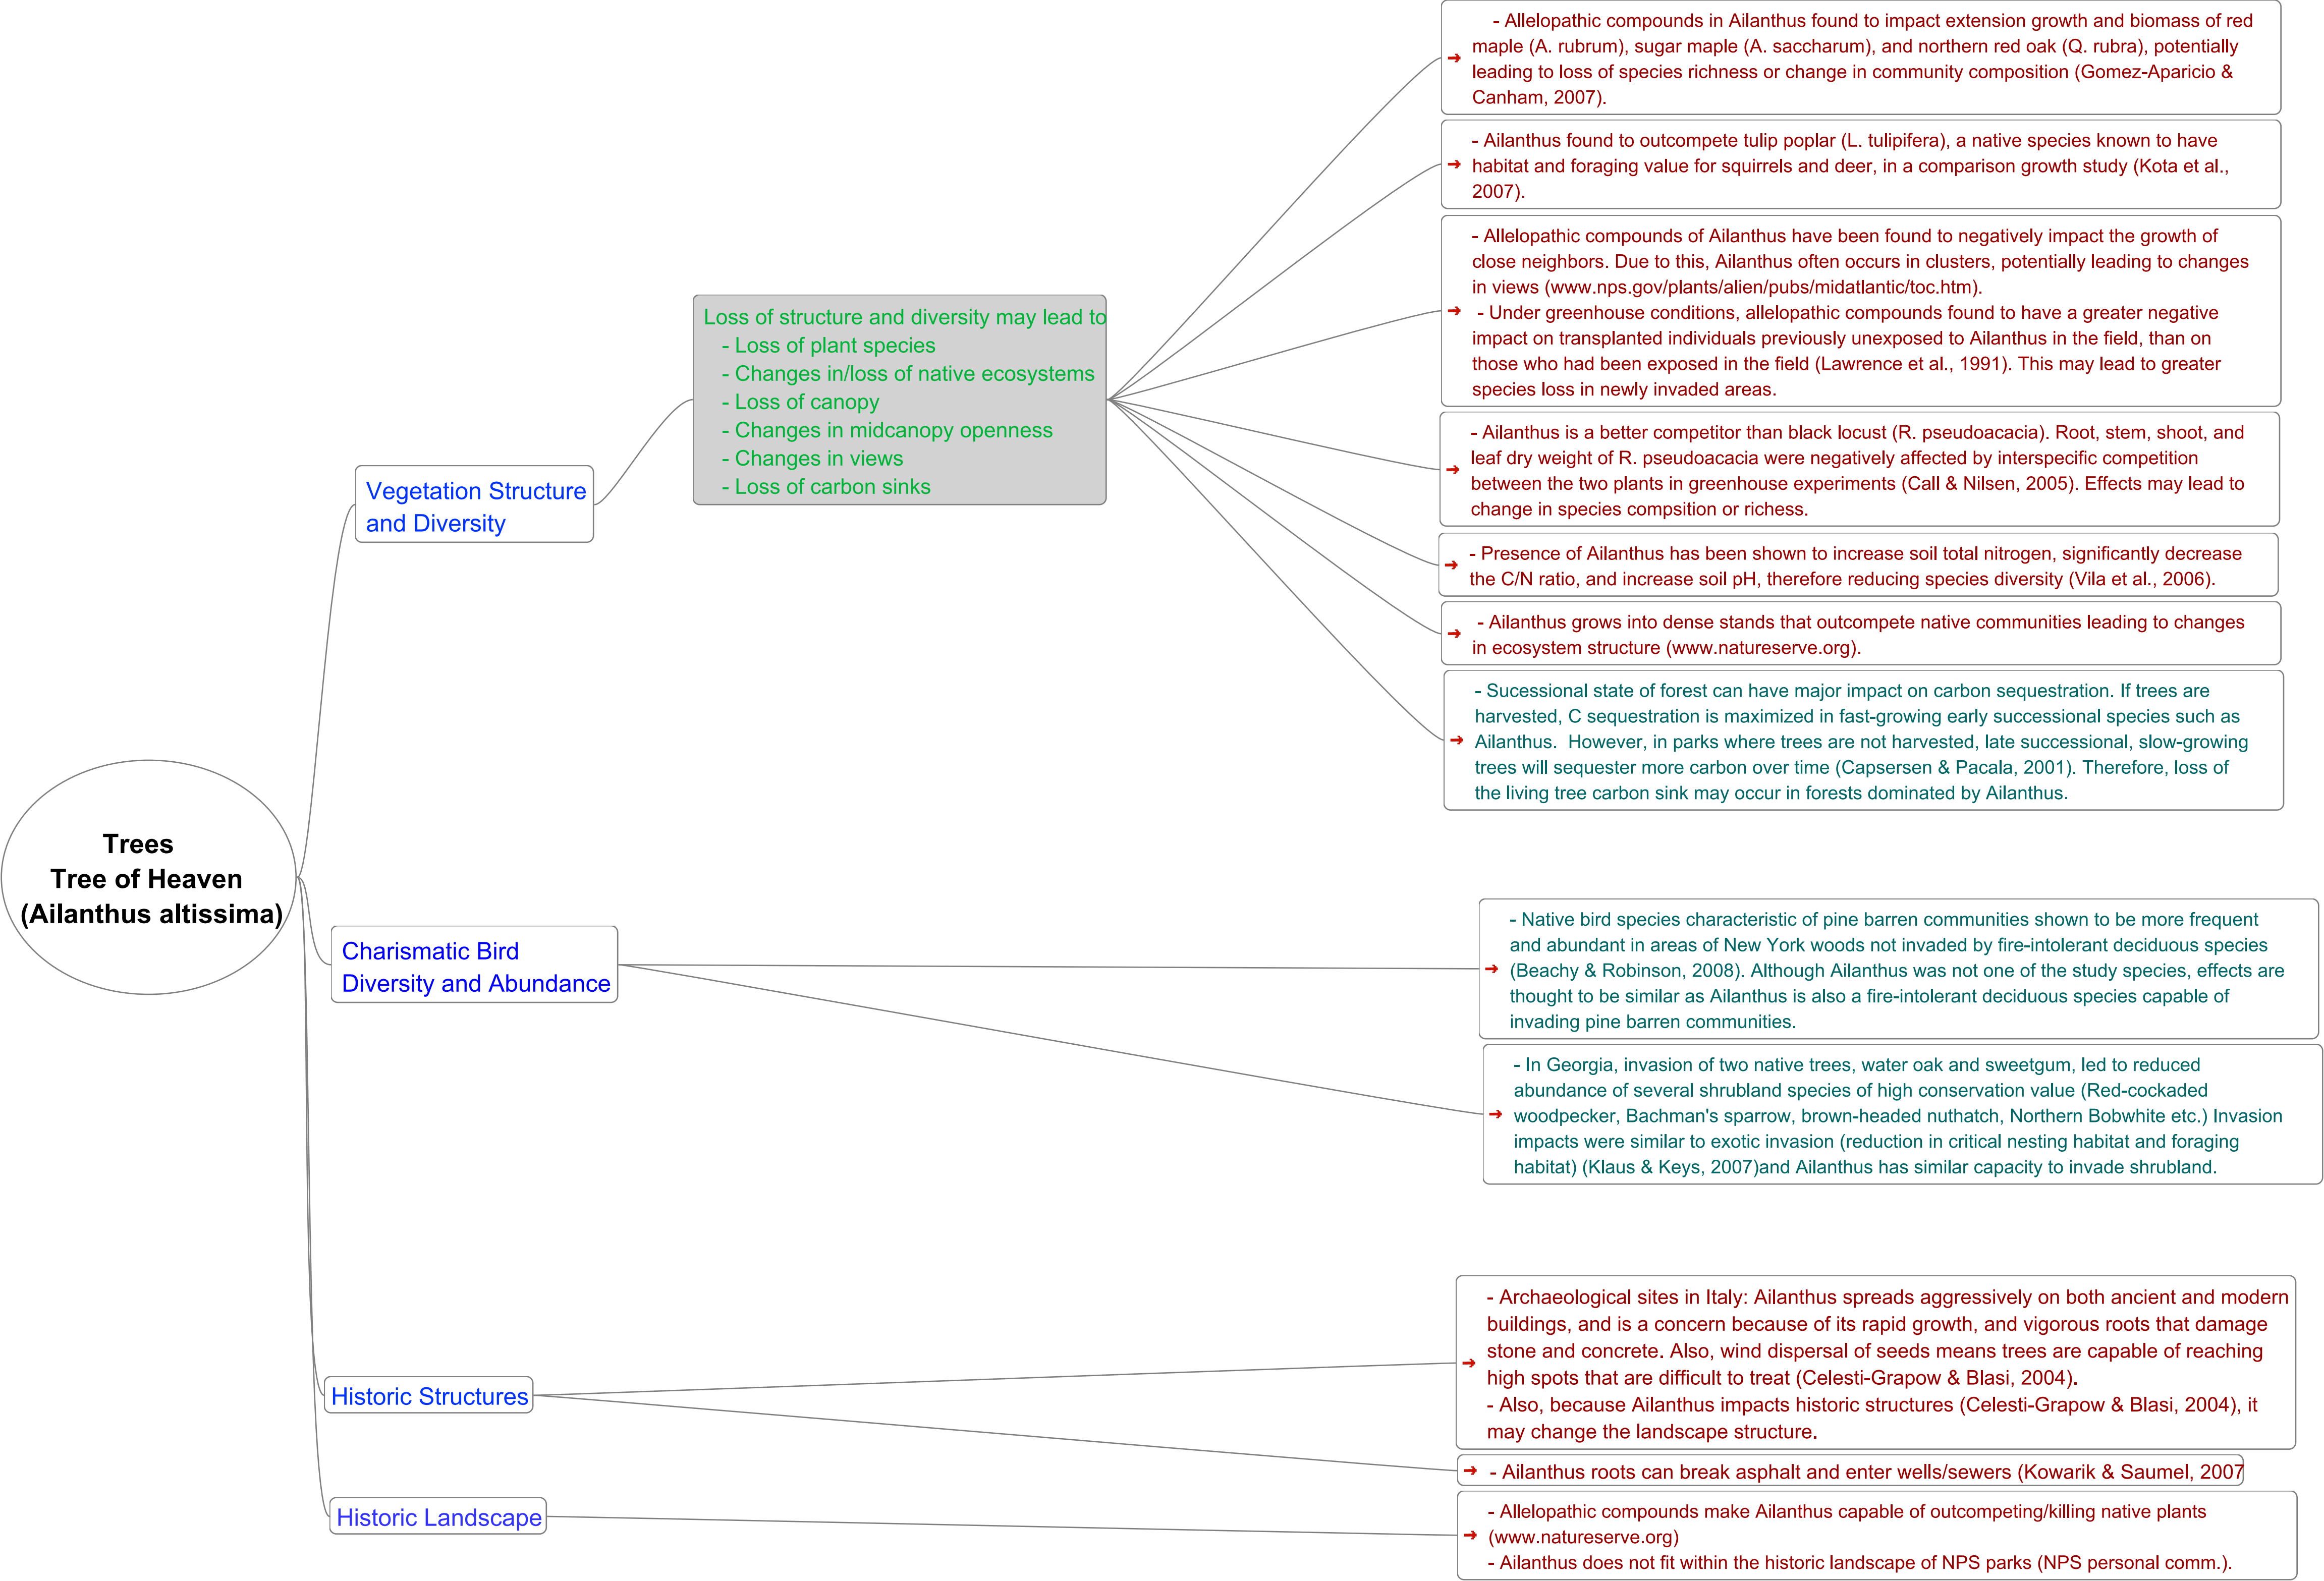 Trees
Tree of Heaven
(Ailanthus altissima)
Vegetation Structure
and Diversity
Loss of structure and diversity may lead to
- Loss of plant species
- Changes in/loss of native ecosystems
- Loss of canopy
- Changes in midcanopy openness
- Changes in views
- Loss of carbon sinks
- Allelopathic compounds in Ailanthus found to impact extension growth and biomass of red
maple (A. rubrum), sugar maple (A. saccharum), and northern red oak (Q. rubra), potentially
leading to loss of species richness or change in community composition (Gomez-Aparicio &
Canham, 2007).
- Ailanthus found to outcompete tulip poplar (L. tulipifera), a native species known to have
habitat and foraging value for squirrels and deer, in a comparison growth study (Kota et al.,
2007).
- Allelopathic compounds of Ailanthus have been found to negatively impact the growth of
close neighbors. Due to this, Ailanthus often occurs in clusters, potentially leading to changes
in views (www.nps.gov/plants/alien/pubs/midatlantic/toc.htm).
- Under greenhouse conditions, allelopathic compounds found to have a greater negative
impact on transplanted individuals previously unexposed to Ailanthus in the field, than on
those who had been exposed in the field (Lawrence et al., 1991). This may lead to greater
species loss in newly invaded areas.
- Ailanthus is a better competitor than black locust (R. pseudoacacia). Root, stem, shoot, and
leaf dry weight of R. pseudoacacia were negatively affected by interspecific competition
between the two plants in greenhouse experiments (Call & Nilsen, 2005). Effects may lead to
change in species compsition or richess.
- Presence of Ailanthus has been shown to increase soil total nitrogen, significantly decrease
the C/N ratio, and increase soil pH, therefore reducing species diversity (Vila et al., 2006).
- Ailanthus grows into dense stands that outcompete native communities leading to changes
in ecosystem structure (www.natureserve.org).
- Sucessional state of forest can have major impact on carbon sequestration. If trees are
harvested, C sequestration is maximized in fast-growing early successional species such as
Ailanthus.  However, in parks where trees are not harvested, late successional, slow-growing
trees will sequester more carbon over time (Capsersen & Pacala, 2001). Therefore, loss of
the living tree carbon sink may occur in forests dominated by Ailanthus.
Charismatic Bird
Diversity and Abundance
- Native bird species characteristic of pine barren communities shown to be more frequent
and abundant in areas of New York woods not invaded by fire-intolerant deciduous species
(Beachy & Robinson, 2008). Although Ailanthus was not one of the study species, effects are
thought to be similar as Ailanthus is also a fire-intolerant deciduous species capable of
invading pine barren communities.
- In Georgia, invasion of two native trees, water oak and sweetgum, led to reduced
abundance of several shrubland species of high conservation value (Red-cockaded
woodpecker, Bachman's sparrow, brown-headed nuthatch, Northern Bobwhite etc.) Invasion
impacts were similar to exotic invasion (reduction in critical nesting habitat and foraging
habitat) (Klaus & Keys, 2007)and Ailanthus has similar capacity to invade shrubland.
Historic Structures
- Archaeological sites in Italy: Ailanthus spreads aggressively on both ancient and modern
buildings, and is a concern because of its rapid growth, and vigorous roots that damage
stone and concrete. Also, wind dispersal of seeds means trees are capable of reaching
high spots that are difficult to treat (Celesti-Grapow & Blasi, 2004).
- Also, because Ailanthus impacts historic structures (Celesti-Grapow & Blasi, 2004), it
may change the landscape structure.
- Ailanthus roots can break asphalt and enter wells/sewers (Kowarik & Saumel, 2007
Historic Landscape
- Allelopathic compounds make Ailanthus capable of outcompeting/killing native plants
(www.natureserve.org)
- Ailanthus does not fit within the historic landscape of NPS parks (NPS personal comm.).